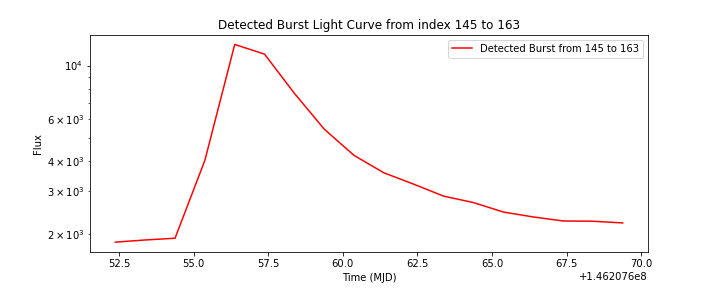 Detected Burst Light Curve from index 145 to 163
Detected Burst from 145 to 163
Flux
10⁴
6 × 10³
4 × 10³
3 × 10³
2 × 10³
52.5 55.0 57.5 60.0 62.5 65.0 67.5 70.0
Time (MJD)
+1.462076e8